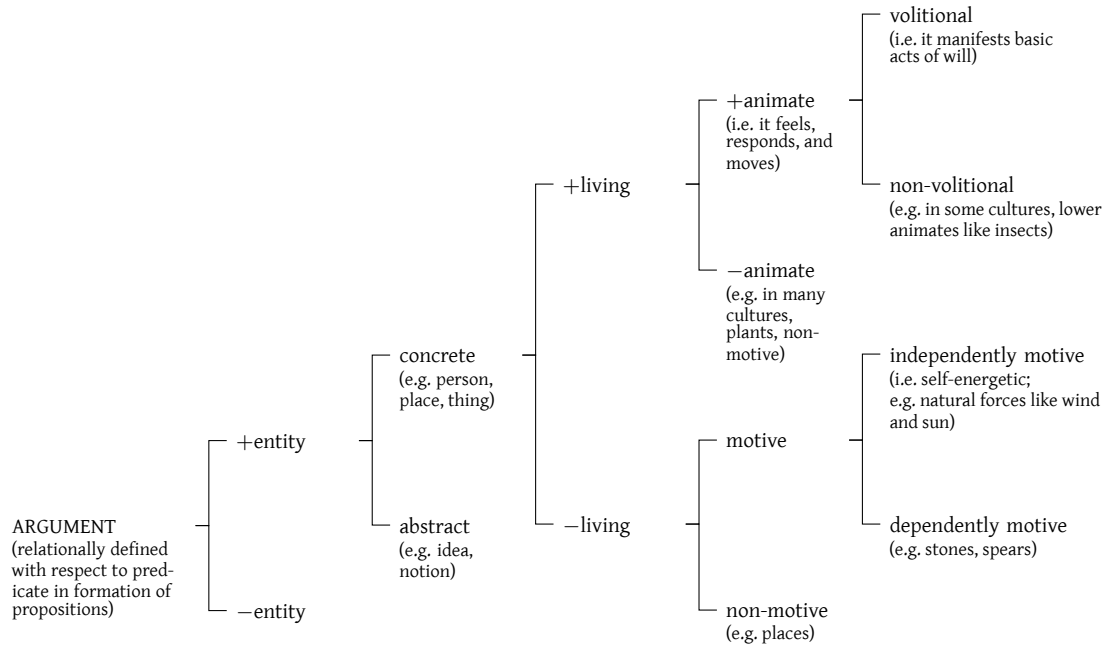 volitional
(i.e. it manifests basic
acts of will)
+animate
(i.e. it feels,
responds, and
moves)
+living
non-volitional
(e.g. in some cultures, lower
animates like insects)
−animate
(e.g. in many
cultures,
plants, non-
motive)
concrete
(e.g. person,
place, thing)
independently motive
(i.e. self-energetic;
e.g. natural forces like wind
and sun)
+entity
motive
ARGUMENT
(relationally defined
with respect to pred-
icate in formation of
propositions)
abstract
(e.g. idea,
notion)
−living
dependently motive
(e.g. stones, spears)
−entity
non-motive
(e.g. places)